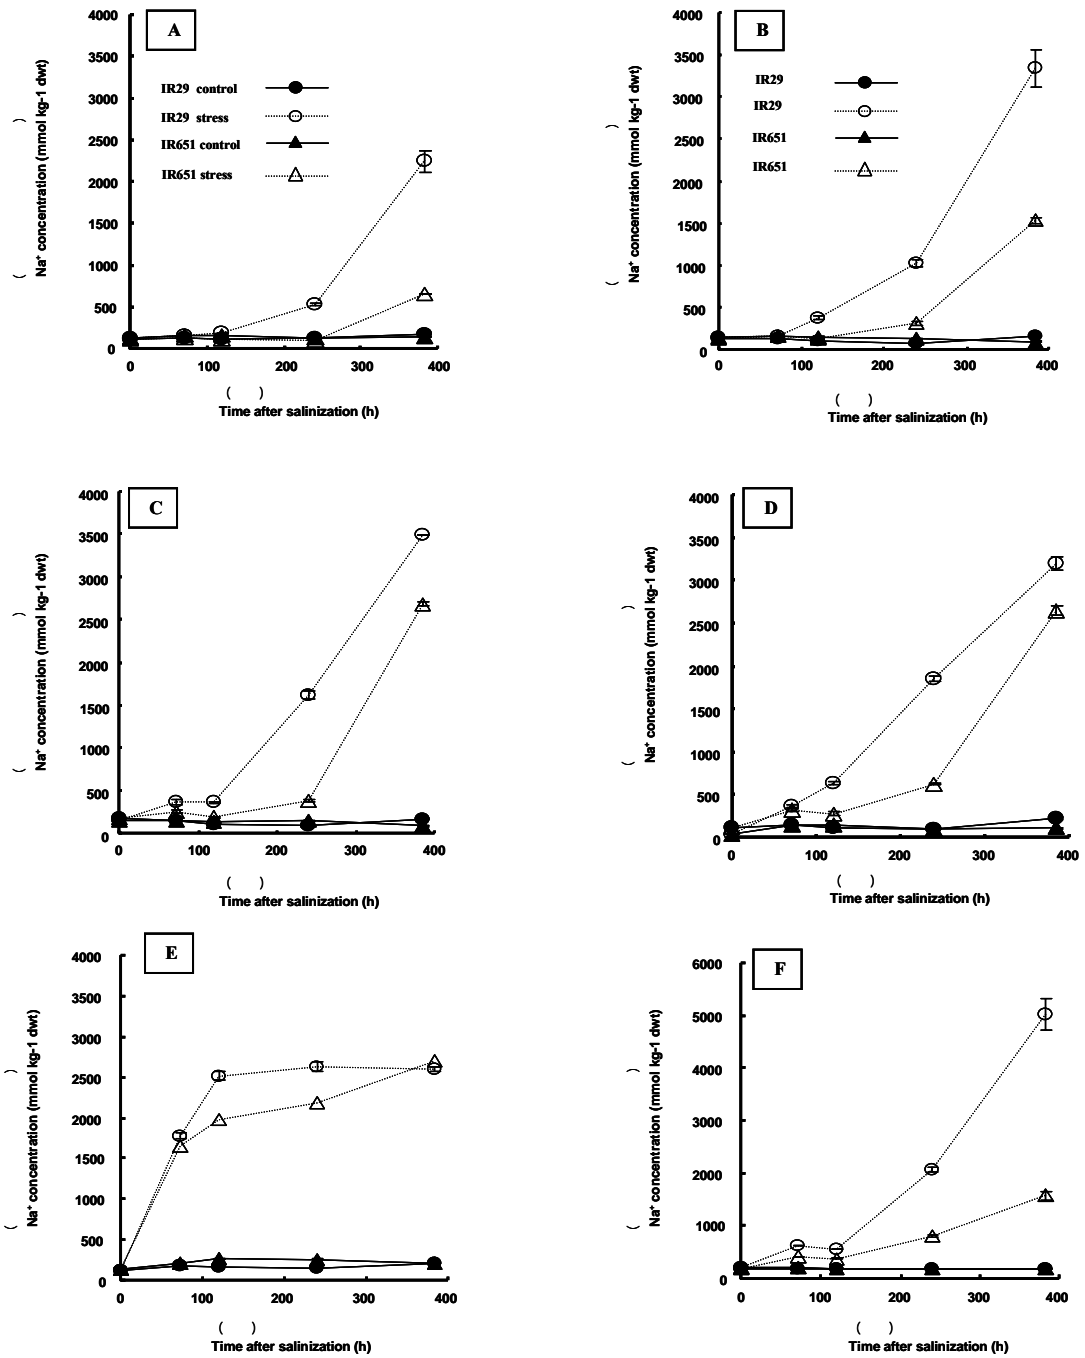 A
4000
3500
3000
2500
2000
1500
1000
500
0
Na⁺ concentration (mmol kg-1 dwt)
( )
IR29 control
IR29 stress
IR651 control
IR651 stress
0 100 200 300 400
( )
Time after salinization (h)
B
4000
3500
3000
2500
2000
1500
1000
500
0
Na⁺ concentration (mmol kg-1 dwt)
( )
IR29
IR29
IR651
IR651
0 100 200 300 400
( )
Time after salinization (h)
C
4000
3500
3000
2500
2000
1500
1000
500
0
Na⁺ concentration (mmol kg-1 dwt)
( )
0 100 200 300 400
( )
Time after salinization (h)
D
4000
3500
3000
2500
2000
1500
1000
500
0
Na⁺ concentration (mmol kg-1 dwt)
( )
0 100 200 300 400
( )
Time after salinization (h)
E
4000
3500
3000
2500
2000
1500
1000
500
0
Na⁺ concentration (mmol kg-1 dwt)
( )
0 100 200 300 400
( )
Time after salinization (h)
F
6000
5000
4000
3000
2000
1000
0
Na⁺ concentration (mmol kg-1 dwt)
( )
0 100 200 300 400
( )
Time after salinization (h)